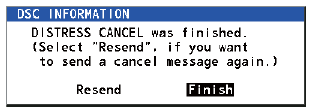 DSC INFORMATION
DISTRESS CANCEL was finished.
(Select "Resend", if you want
to send a cancel message again.)
Resend Finish